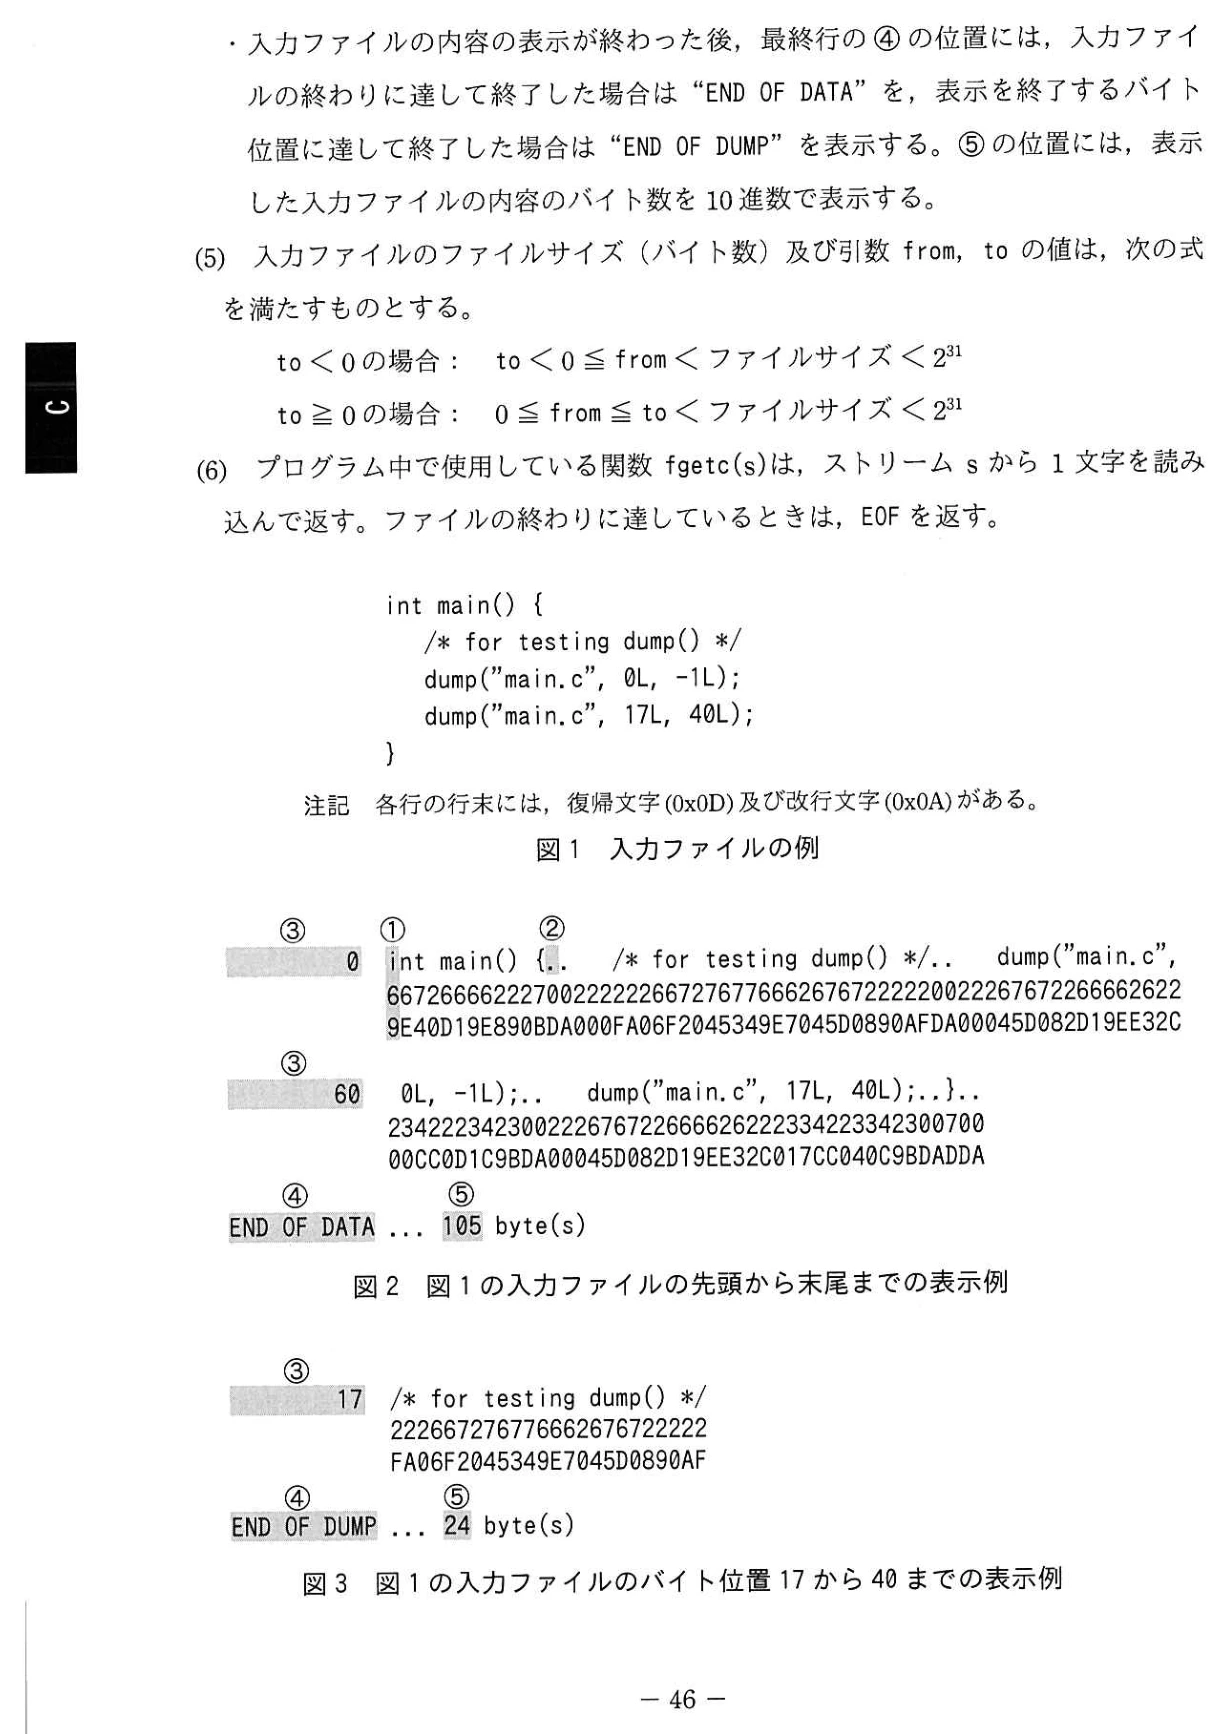 ・入力ファイルの内容の表示が終わった後，最終行の④の位置には，入力ファイ
ルの終わりに達して終了した場合は“END OF DATA”を，表示を終了するバイト
位置に達して終了した場合は“END OF DUMP”を表示する。⑤の位置には，表示
した入力ファイルの内容のバイト数を10進数で表示する。
(5) 入力ファイルのファイルサイズ（バイト数）及び引数 from，to の値は，次の式
を満たすものとする。
to＜0の場合： to＜0≦from＜ファイルサイズ＜2³¹
to≧0の場合： 0≦from≦to＜ファイルサイズ＜2³¹
C
(6) プログラム中で使用している関数 fgetc(s)は，ストリーム s から 1 文字を読み
込んで返す。ファイルの終わりに達しているときは，EOF を返す。
int main() {
/* for testing dump() */
dump(”main.c”, 0L, -1L);
dump(”main.c”, 17L, 40L);
}
注記 各行の行末には，復帰文字(0x0D)及び改行文字(0x0A)がある。
図1 入力ファイルの例
③ ① ②
0 int main() {..   /* for testing dump() */..   dump(”main.c”,
667266662227002222226672767766626767222220022267672266662622
9E40D19E890BDA000FA06F2045349E7045D0890AFDA00045D082D19EE32C
③
60  0L, -1L);..   dump(”main.c”, 17L, 40L);..}..
234222342300222676722666626222334223342300700
00CC0D1C9BDA00045D082D19EE32C017CC040C9BDADDA
④ ⑤
END OF DATA ... 105 byte(s)
図2 図1の入力ファイルの先頭から末尾までの表示例
③
17 /* for testing dump() */
222667276776662676722222
FA06F2045349E7045D0890AF
④ ⑤
END OF DUMP ... 24 byte(s)
図3 図1の入力ファイルのバイト位置17から40までの表示例
－ 46 －